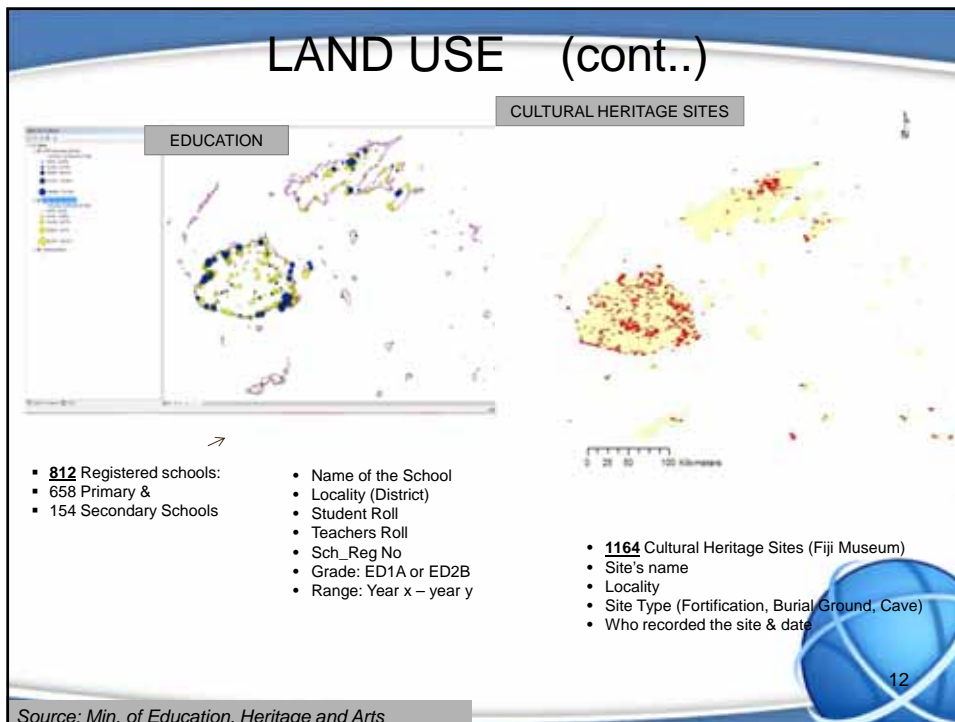 LAND USE (cont..)
EDUCATION
CULTURAL HERITAGE SITES
0 25 50 100 Kilometers
▪ 812 Registered schools:
▪ 658 Primary &
▪ 154 Secondary Schools
• Name of the School
• Locality (District)
• Student Roll
• Teachers Roll
• Sch_Reg No
• Grade: ED1A or ED2B
• Range: Year x – year y
• 1164 Cultural Heritage Sites (Fiji Museum)
• Site's name
• Locality
• Site Type (Fortification, Burial Ground, Cave)
• Who recorded the site & date
12
Source: Min. of Education, Heritage and Arts